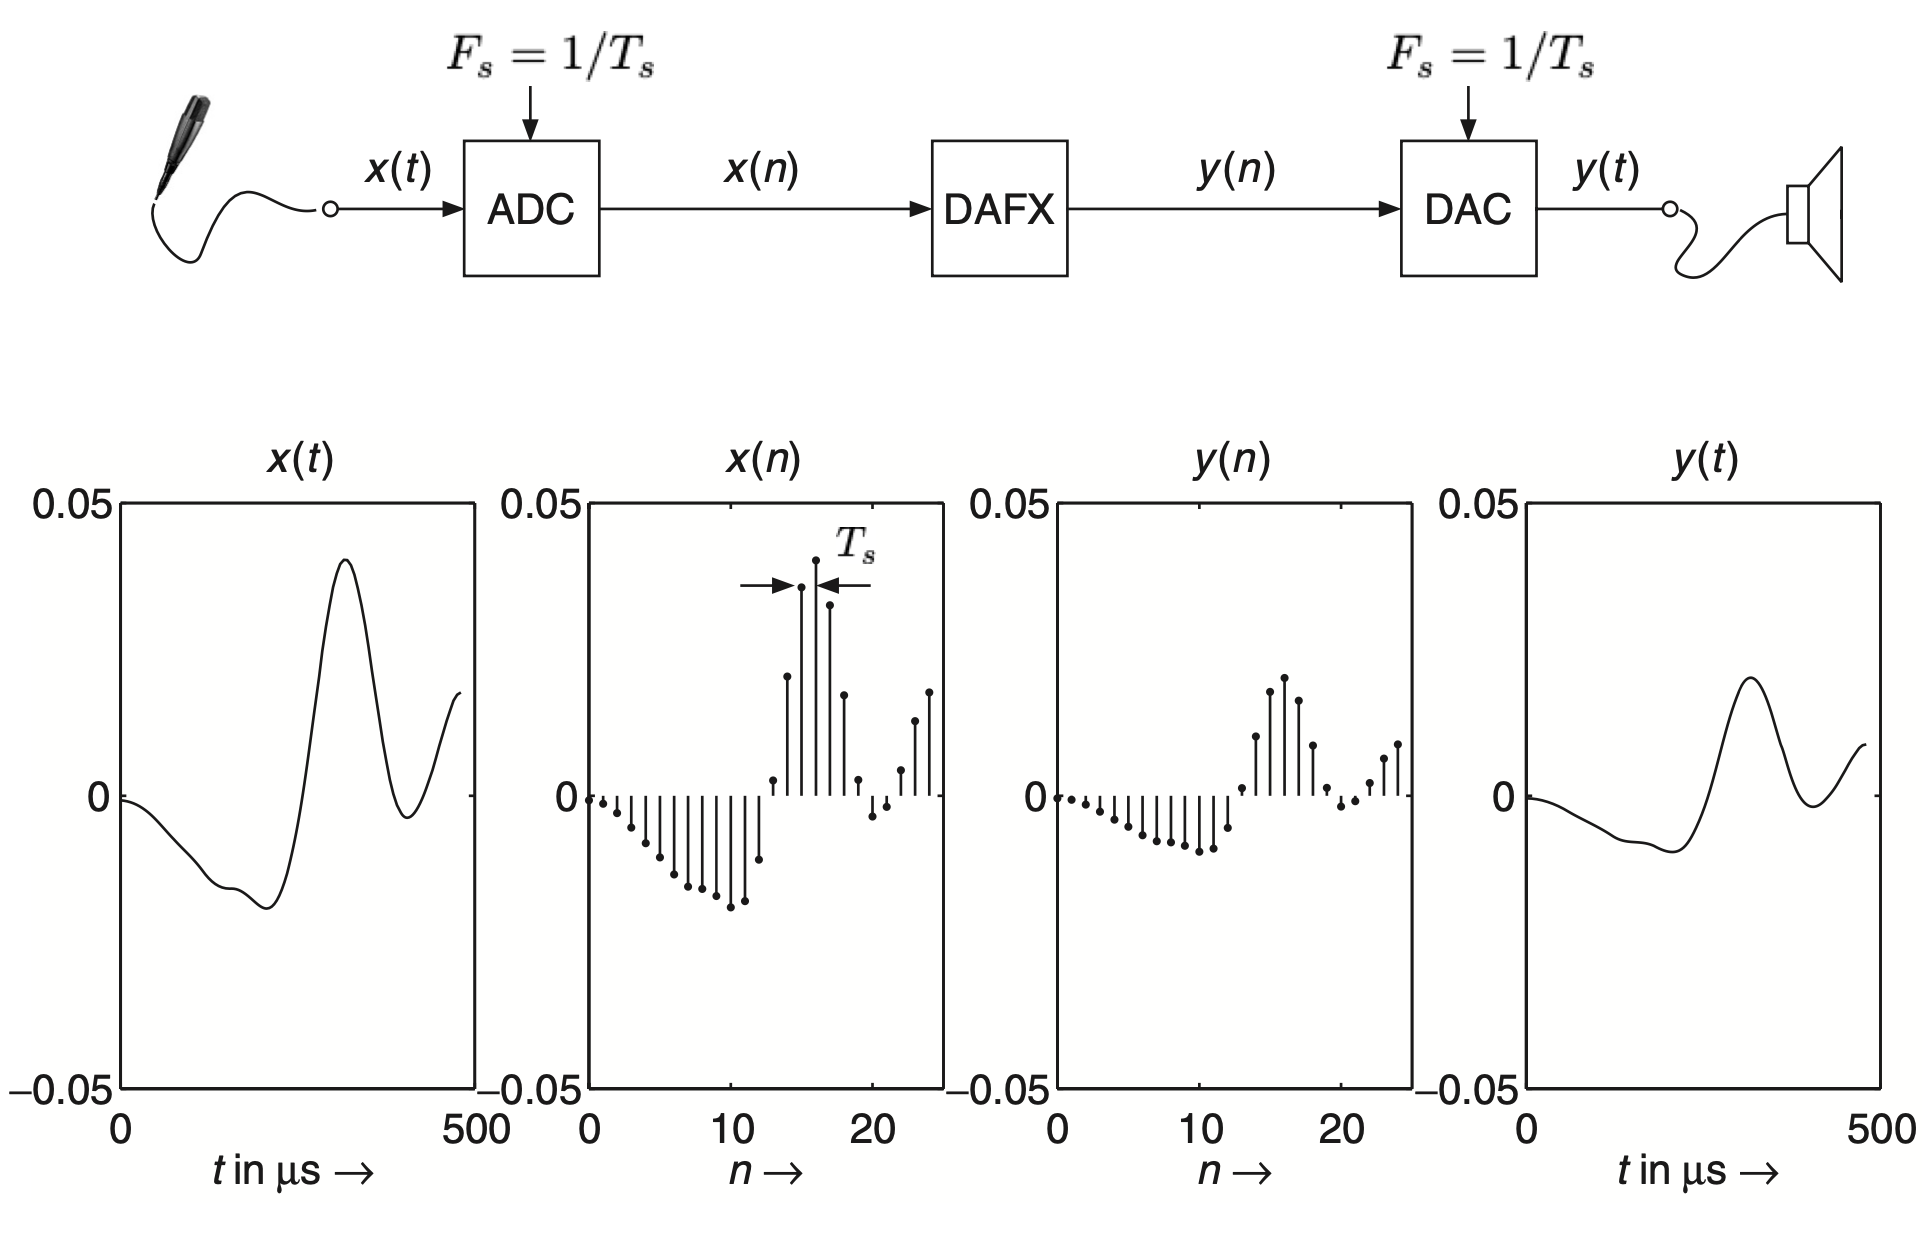 F_s = 1/T_s F_s = 1/T_s
x(t) x(n) y(n) y(t)
ADC DAFX DAC
x(t) x(n) y(n) y(t)
0.05 0.05 0.05 0.05
T_s
0 0 0 0
–0.05 –0.05 –0.05 –0.05
0 500 0 10 20 0 10 20 0 500
t in μs → n → n → t in μs →